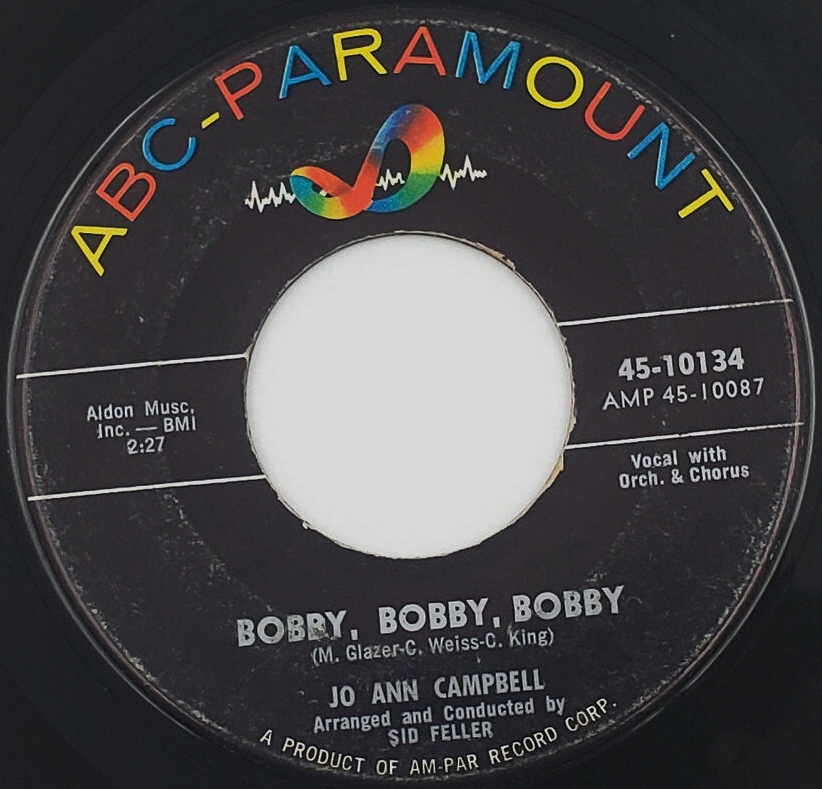 ABC-PARAMOUNT
Aldon Musc,
Inc. — BMI
2:27
45-10134
AMP 45-10087
Vocal with
Orch. & Chorus
BOBBY, BOBBY, BOBBY
(M. Glazer-C. Weiss-C. King)
JO ANN CAMPBELL
Arranged and Conducted by
SID FELLER
A PRODUCT OF AM-PAR RECORD CORP.